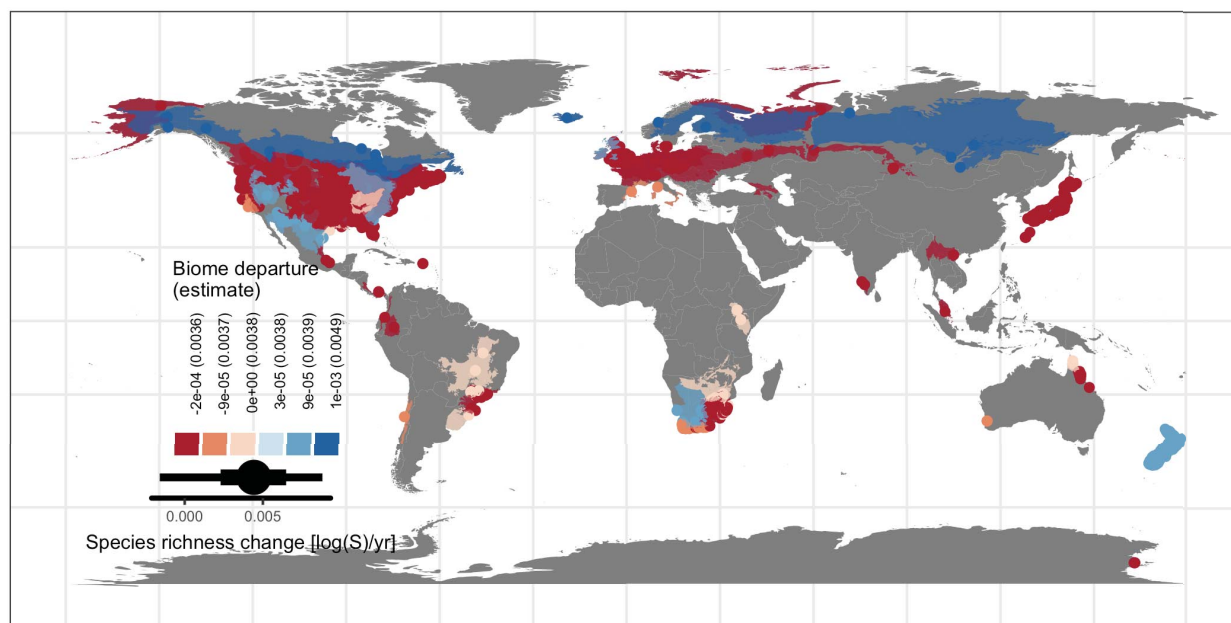 Biome departure
(estimate)
-2e-04 (0.0036)
-9e-05 (0.0037)
0e+00 (0.0038)
3e-05 (0.0038)
9e-05 (0.0039)
1e-03 (0.0049)
0.000 0.005
Species richness change [log(S)/yr]